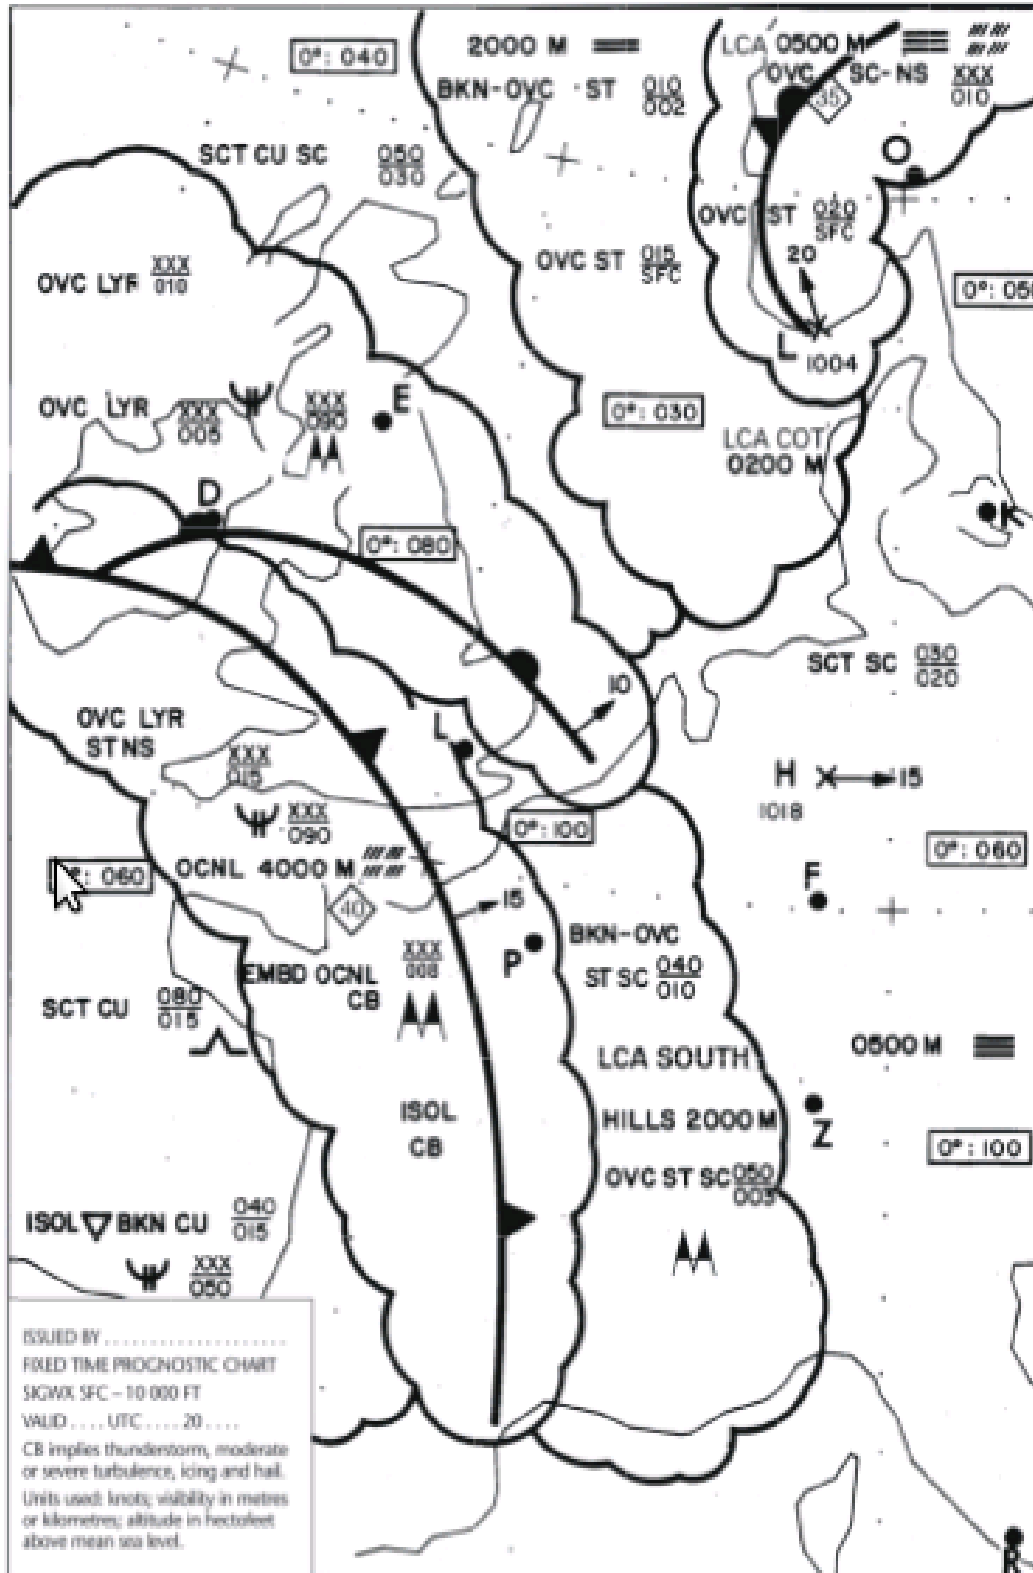 0°: 040
2000 M
BKN-OVC ST 010
002
LCA 0500 M
OVC SC-NS XXX
010
35
SCT CU SC 050
030
O
OVC ST 020
SFC
OVC LYR XXX
010
OVC ST 015
SFC
20
0°: 050
L 1004
OVC LYR XXX
005
XXX
090
E
0°: 030
LCA COT
0200 M
D
K
0°: 080
SCT SC 030
020
10
OVC LYR
ST NS
XXX
015
L
H
1018
15
XXX
090
0°: 100
0°: 060
OCNL 4000 M
: 060
40
15
F
BKN-OVC
ST SC 040
010
P
EMBD OCNL
CB
XXX
008
SCT CU 080
015
0500 M
LCA SOUTH
HILLS 2000 M
Z
ISOL
CB
0°: 100
OVC ST SC 050
003
ISOL BKN CU 040
015
XXX
050
ISSUED BY ....................
FIXED TIME PROGNOSTIC CHART
SIGWX SFC – 10 000 FT
VALID .... UTC .... 20 ....
CB implies thunderstorm, moderate
or severe turbulence, icing and hail.
Units used: knots; visibility in metres
or kilometres; altitude in hectofeet
above mean sea level.
R